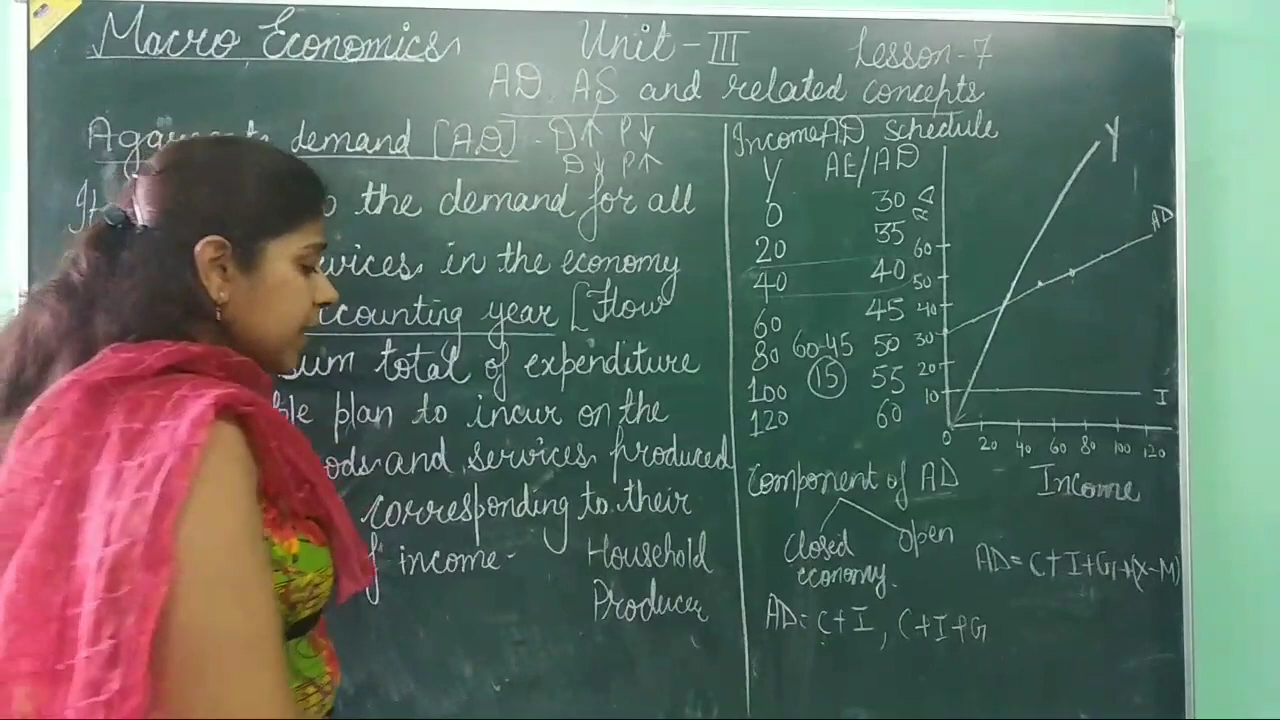 Macro Economics Unit-III Lesson-7
AD, AS and related concepts
demand [AD] - D↑ P↓
D↓ P↑
the demand for all
in the economy
accounting year [Flow
sum total of expenditure
plan to incur on the
and services produced
corresponding to their
income- Household
Producer
Income AD Schedule
Y AE/AD
0 30
20 35
40 40
60 45
80 60-45 50
100 15 55
120 60
Component of AD
Closed economy. open
AD= C+I, C+I+G
AD= C+I+G+(X-M)
Y
AD
60
50
40
30
20
10
I
0 20 40 60 80 100 120
Income